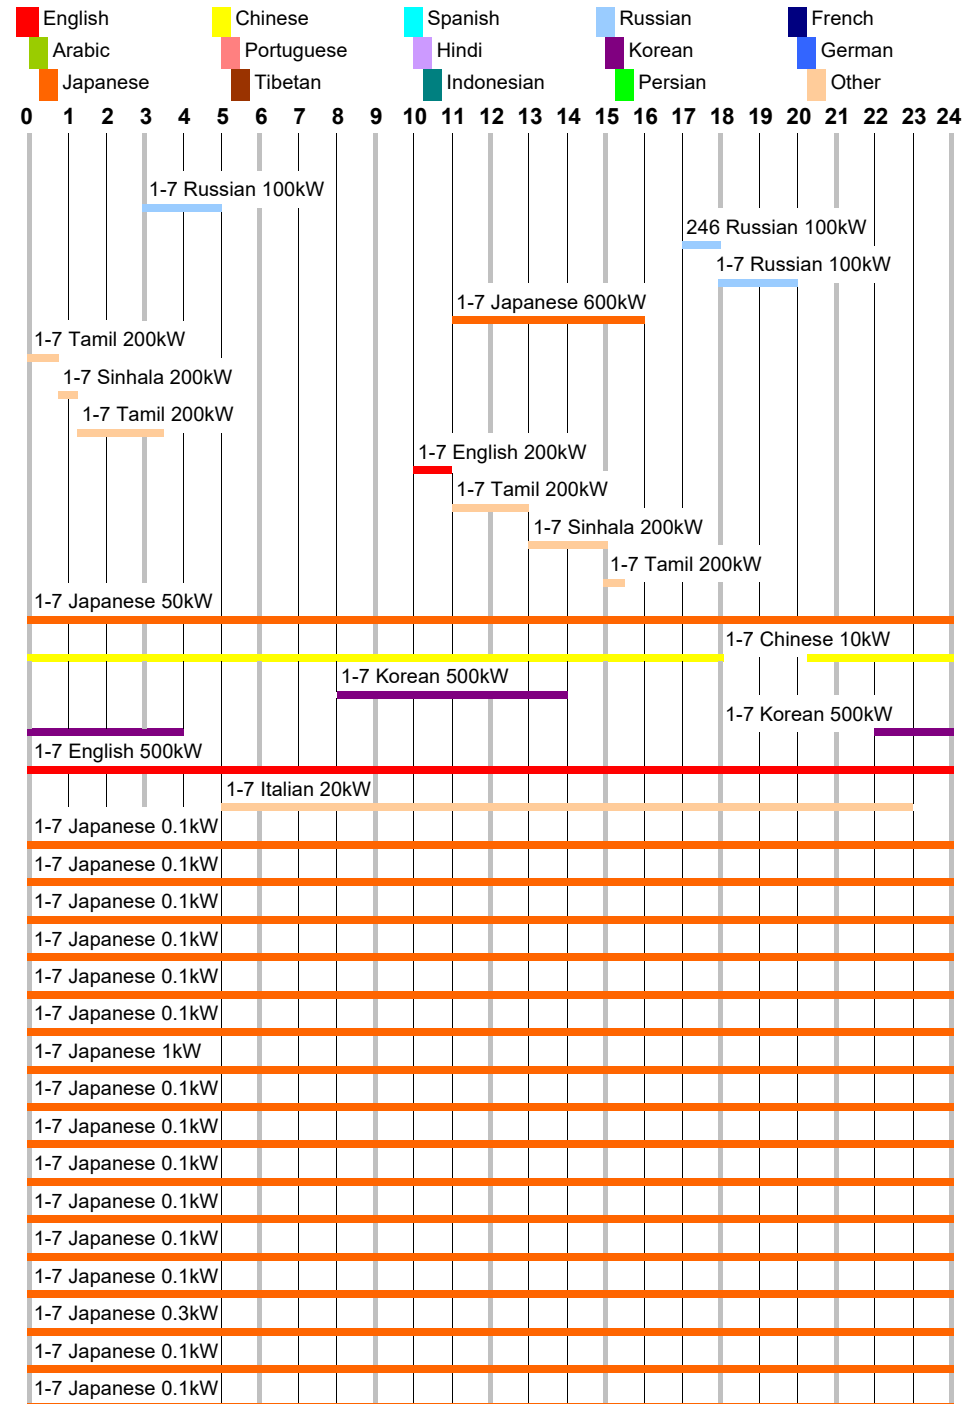 English Chinese Spanish Russian French
Arabic Portuguese Hindi Korean German
Japanese Tibetan Indonesian Persian Other
0 1 2 3 4 5 6 7 8 9 10 11 12 13 14 15 16 17 18 19 20 21 22 23 24
1-7 Russian 100kW
246 Russian 100kW
1-7 Russian 100kW
1-7 Japanese 600kW
1-7 Tamil 200kW
1-7 Sinhala 200kW
1-7 Tamil 200kW
1-7 English 200kW
1-7 Tamil 200kW
1-7 Sinhala 200kW
1-7 Tamil 200kW
1-7 Japanese 50kW
1-7 Chinese 10kW
1-7 Korean 500kW
1-7 Korean 500kW
1-7 English 500kW
1-7 Italian 20kW
1-7 Japanese 0.1kW
1-7 Japanese 0.1kW
1-7 Japanese 0.1kW
1-7 Japanese 0.1kW
1-7 Japanese 0.1kW
1-7 Japanese 0.1kW
1-7 Japanese 1kW
1-7 Japanese 0.1kW
1-7 Japanese 0.1kW
1-7 Japanese 0.1kW
1-7 Japanese 0.1kW
1-7 Japanese 0.1kW
1-7 Japanese 0.1kW
1-7 Japanese 0.3kW
1-7 Japanese 0.1kW
1-7 Japanese 0.1kW